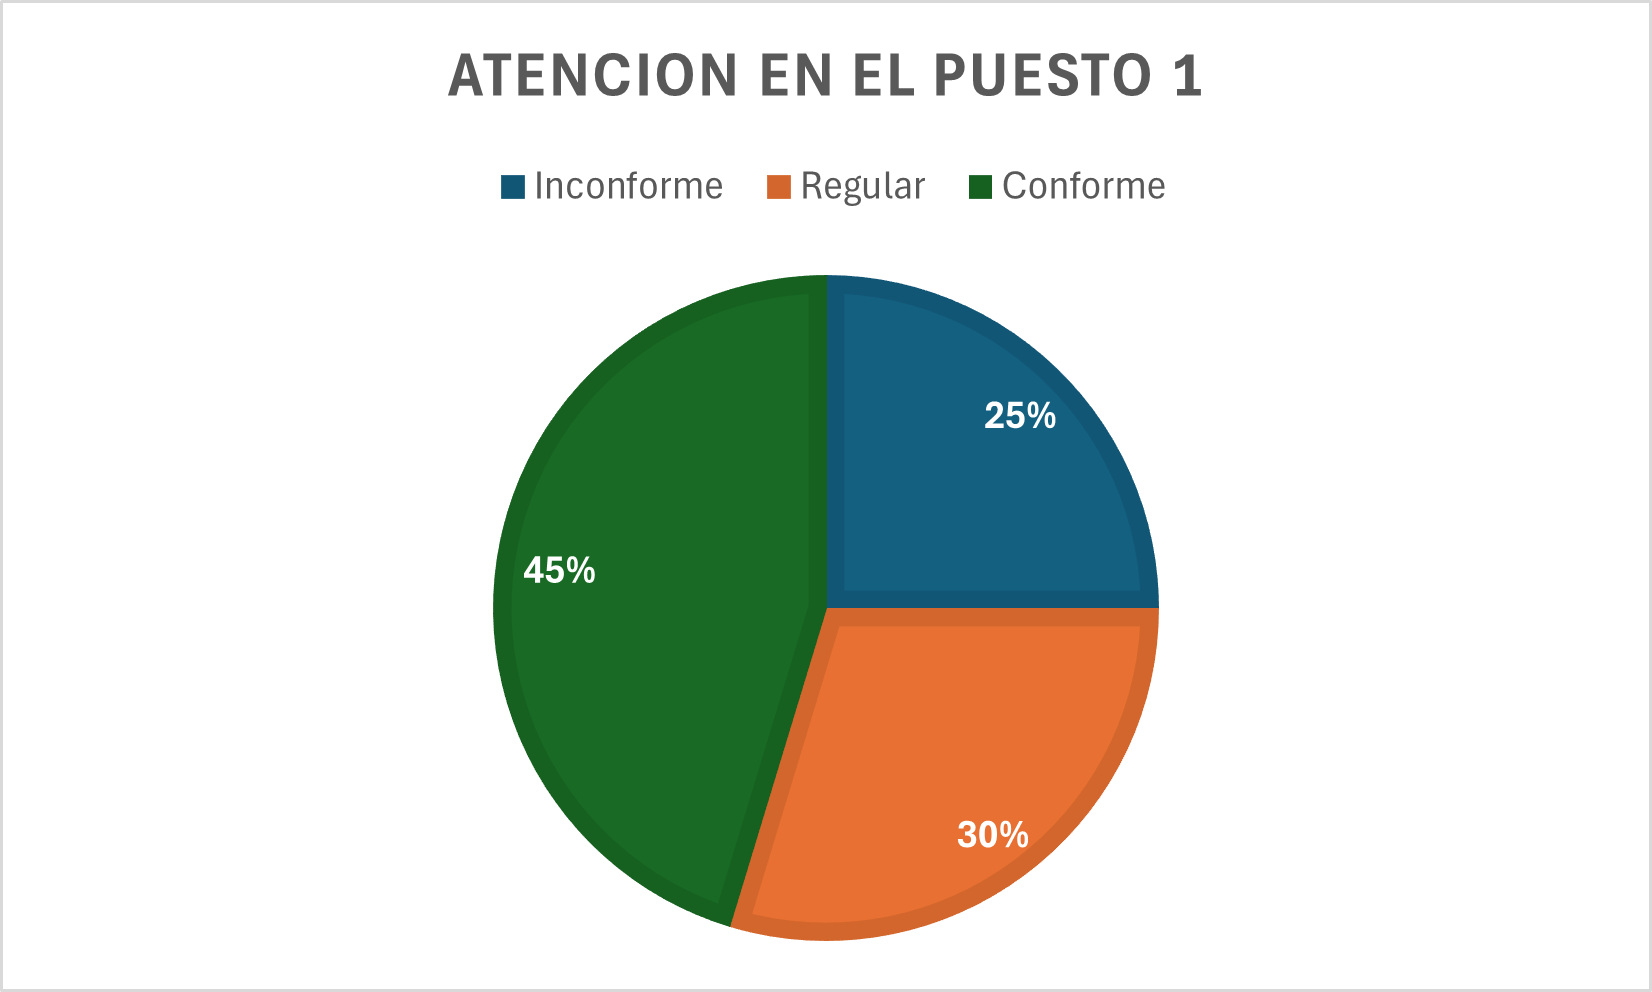 ATENCION EN EL PUESTO 1
Inconforme Regular Conforme
25%
45%
30%